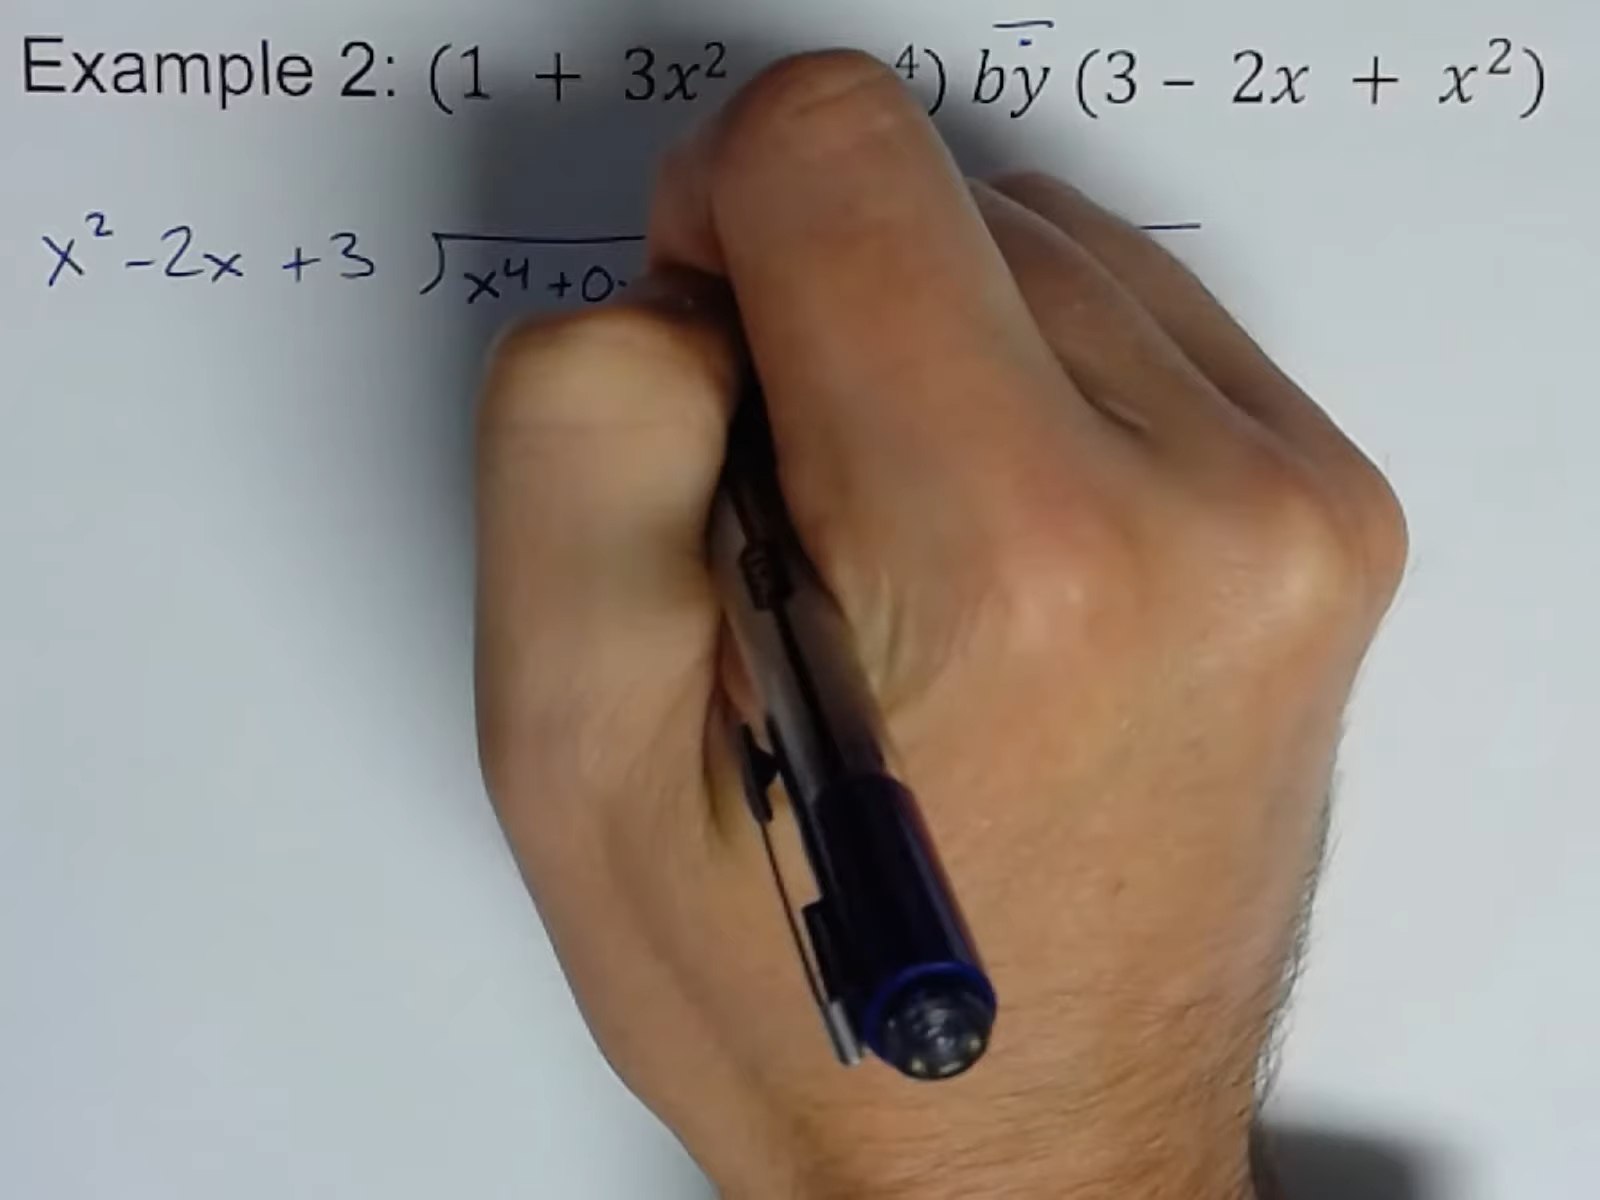 Example 2: (1 + 3x² ⁴) by (3 – 2x + x²)
x² -2x +3 x⁴ +0